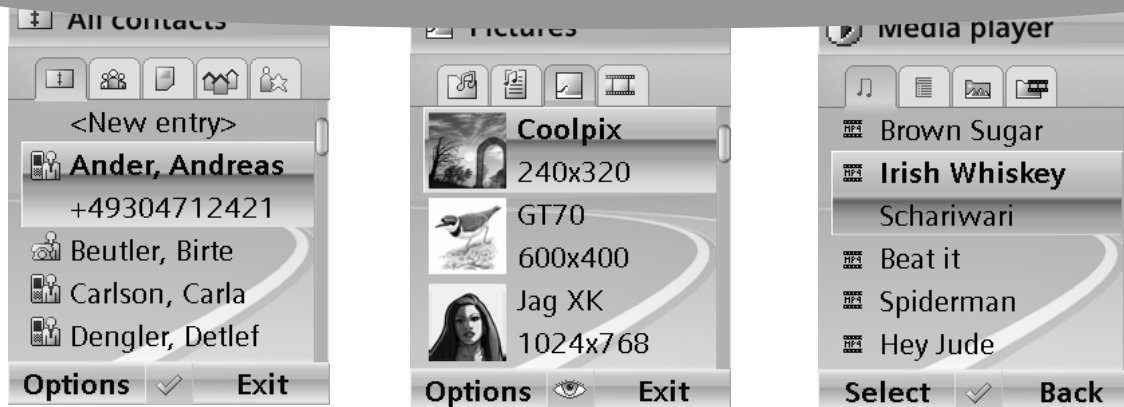 All contacts
<New entry>
Ander, Andreas
+49304712421
Beutler, Birte
Carlson, Carla
Dengler, Detlef
Options
Exit
Pictures
Coolpix
240x320
GT70
600x400
Jag XK
1024x768
Options
Exit
Media player
Brown Sugar
Irish Whiskey
Schariwari
Beat it
Spiderman
Hey Jude
Select
Back